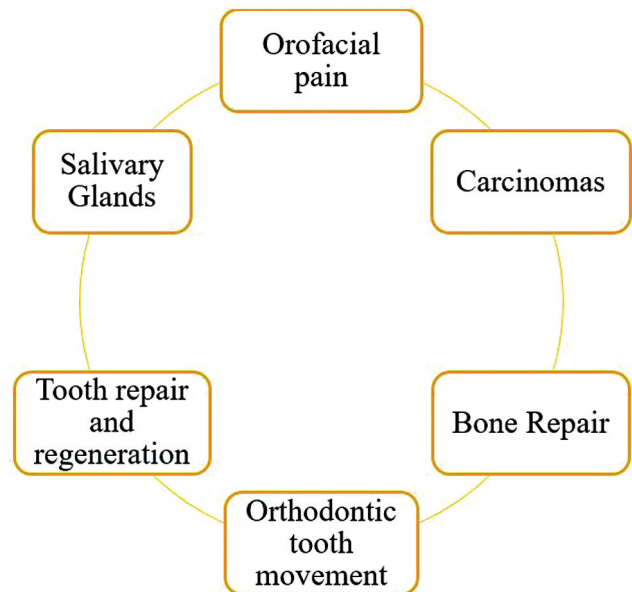 Orofacial
pain
Carcinomas
Bone Repair
Orthodontic
tooth
movement
Tooth repair
and
regeneration
Salivary
Glands